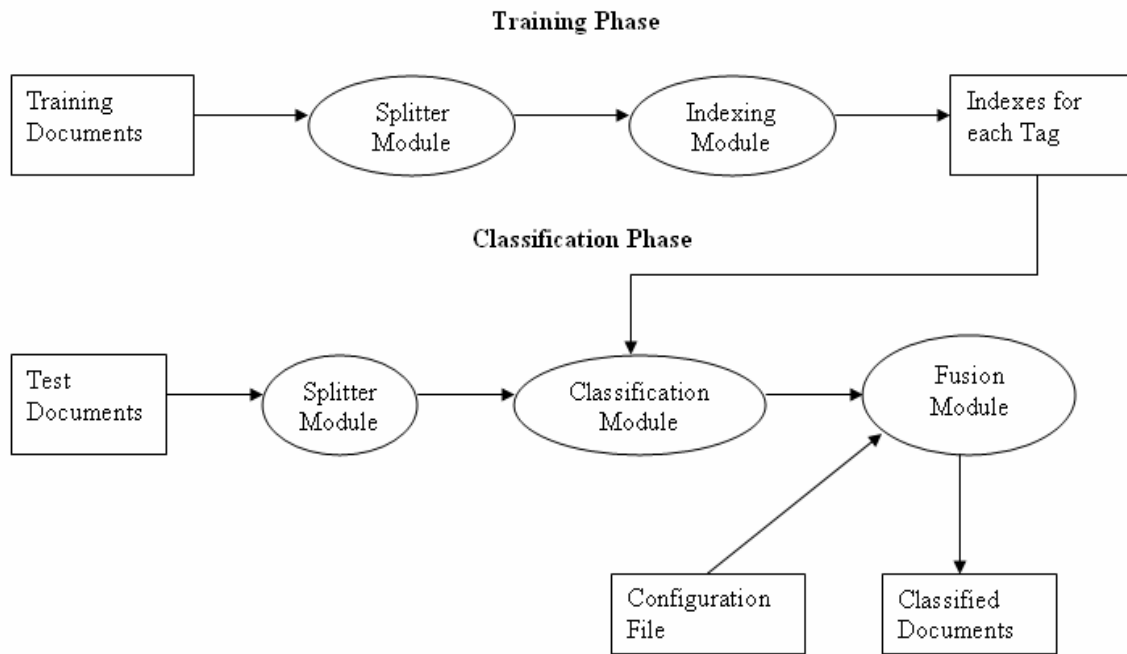 Training Phase
Training
Documents
Splitter
Module
Indexing
Module
Indexes for
each Tag
Classification Phase
Test
Documents
Splitter
Module
Classification
Module
Fusion
Module
Configuration
File
Classified
Documents